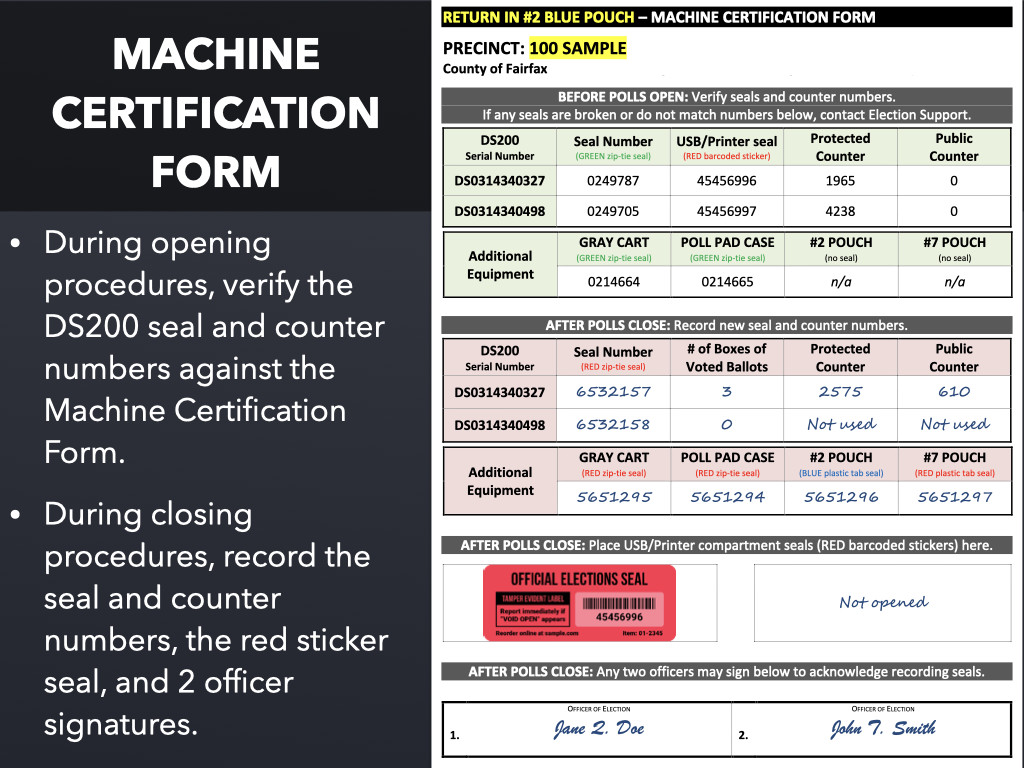 MACHINE
CERTIFICATION
FORM
• During opening
procedures, verify the
DS200 seal and counter
numbers against the
Machine Certification
Form.
• During closing
procedures, record the
seal and counter
numbers, the red sticker
seal, and 2 officer
signatures.
RETURN IN #2 BLUE POUCH – MACHINE CERTIFICATION FORM
PRECINCT: 100 SAMPLE
County of Fairfax
BEFORE POLLS OPEN: Verify seals and counter numbers.
If any seals are broken or do not match numbers below, contact Election Support.
DS200 Seal Number USB/Printer seal Protected Public
Serial Number (GREEN zip-tie seal) (RED barcoded sticker) Counter Counter
DS0314340327 0249787 45456996 1965 0
DS0314340498 0249705 45456997 4238 0
Additional GRAY CART POLL PAD CASE #2 POUCH #7 POUCH
Equipment (GREEN zip-tie seal) (GREEN zip-tie seal) (no seal) (no seal)
0214664 0214665 n/a n/a
AFTER POLLS CLOSE: Record new seal and counter numbers.
DS200 Seal Number # of Boxes of Protected Public
Serial Number (RED zip-tie seal) Voted Ballots Counter Counter
DS0314340327 6532157 3 2575 610
DS0314340498 6532158 0 Not used Not used
Additional GRAY CART POLL PAD CASE #2 POUCH #7 POUCH
Equipment (RED zip-tie seal) (RED zip-tie seal) (BLUE plastic tab seal) (RED plastic tab seal)
5651295 5651294 5651296 5651297
AFTER POLLS CLOSE: Place USB/Printer compartment seals (RED barcoded stickers) here.
OFFICIAL ELECTIONS SEAL
TAMPER EVIDENT LABEL
Report immediately if
"VOID OPEN" appears
45456996
Reorder online at sample.com Item: 01-2345
Not opened
AFTER POLLS CLOSE: Any two officers may sign below to acknowledge recording seals.
OFFICER OF ELECTION OFFICER OF ELECTION
1. Jane Q. Doe 2. John T. Smith